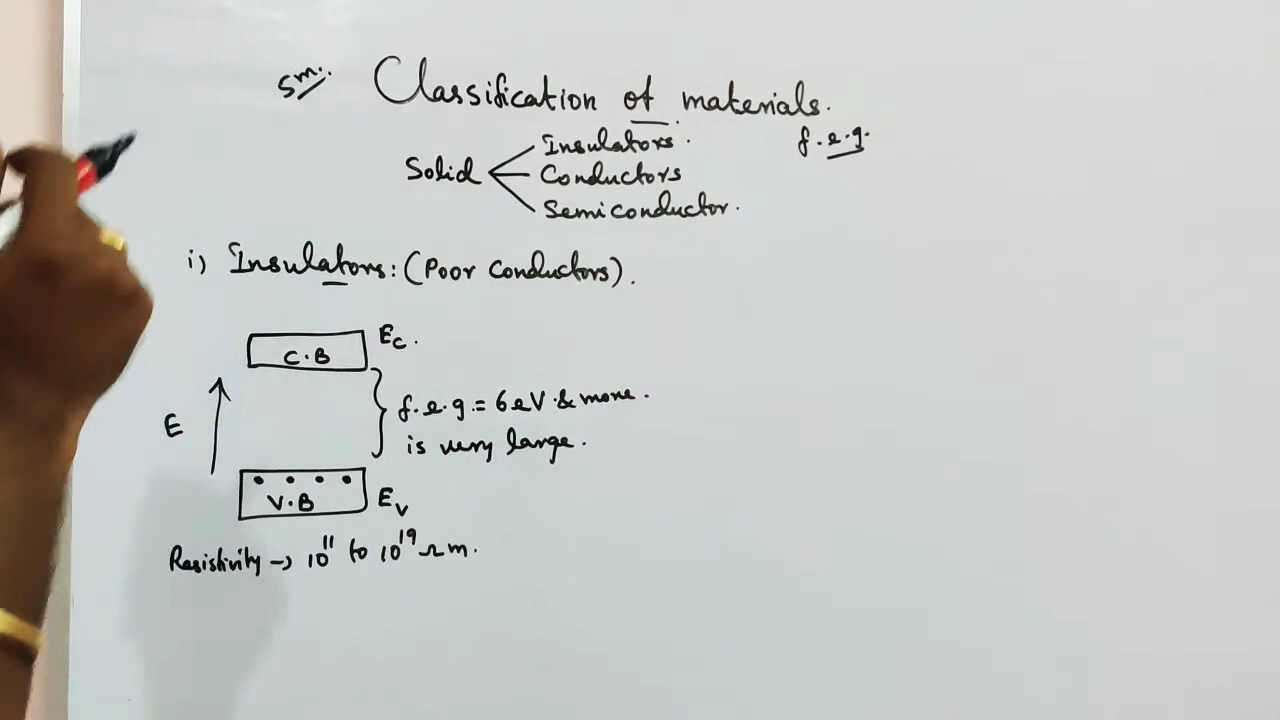 5m. Classification of materials.
f.e.g.
Solid
Insulators.
Conductors
Semiconductor.
i) Insulators: (Poor Conductors).
C.B
Ec.
E
f.e.g. = 6eV & more.
is very large.
V.B
Ev
Resistivity → 10¹¹ to 10¹⁹ Ωm.